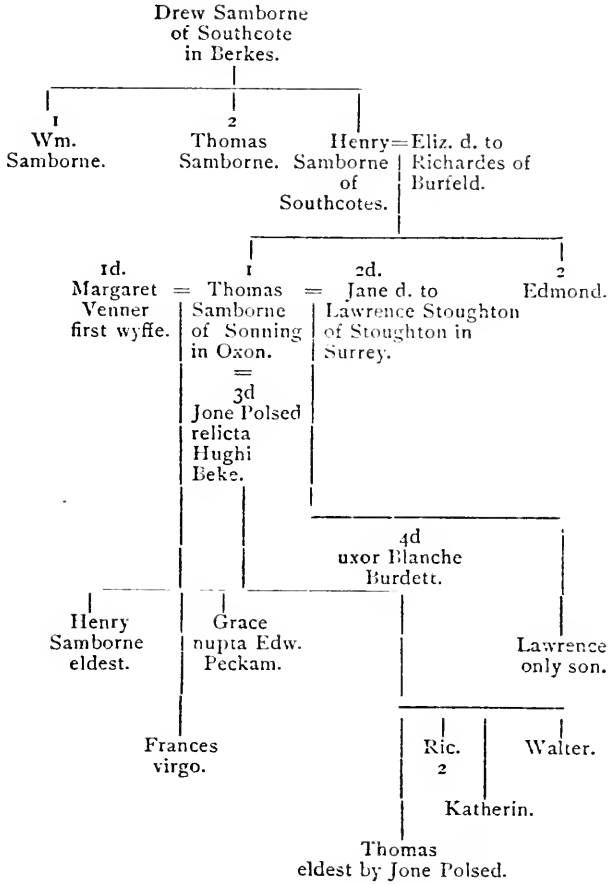 Drew Samborne
of Southcote
in Berkes.
1
Wm.
Samborne.
2
Thomas
Samborne.
Henry = Eliz. d. to
Samborne Richardes of
of Burfeld.
Southcotes.
1d. 1 2d. 2
Margaret = Thomas = Jane d. to Edmond.
Venner Samborne Lawrence Stoughton
first wyffe. of Sonning of Stoughton in
in Oxon. Surrey.
=
3d
Jone Polsed
relicta
Hughi
Beke.
4d
uxor Blanche
Burdett.
Henry
Samborne
eldest.
Grace
nupta Edw.
Peckam.
Lawrence
only son.
Frances
virgo.
Ric.
2
Walter.
Katherin.
Thomas
eldest by Jone Polsed.